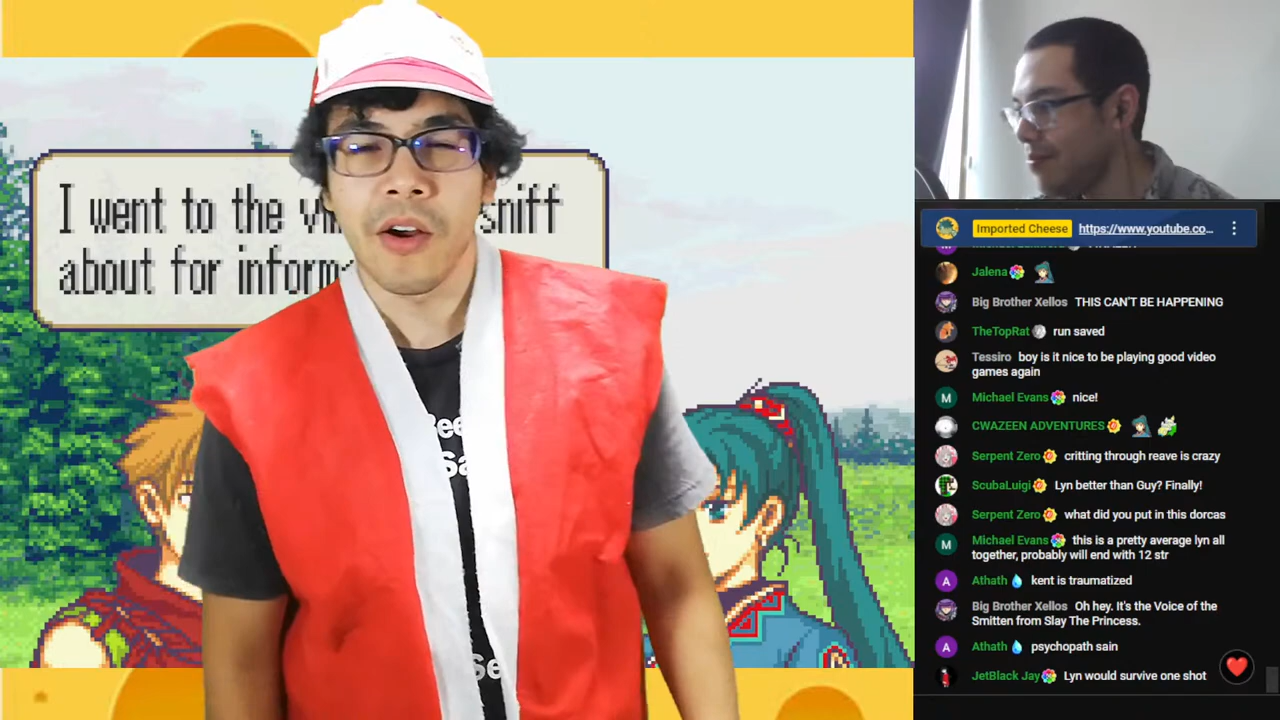 I went to the sniff
about for
Imported Cheese https://www.youtube.co...
Jalena
Big Brother Xellos THIS CAN'T BE HAPPENING
TheTopRat run saved
Tessiro boy is it nice to be playing good video
games again
Michael Evans nice!
CWAZEEN ADVENTURES
Serpent Zero critting through reave is crazy
ScubaLuigi Lyn better than Guy? Finally!
Serpent Zero what did you put in this dorcas
Michael Evans this is a pretty average lyn all
together, probably will end with 12 str
Athath kent is traumatized
Big Brother Xellos Oh hey. It's the Voice of the
Smitten from Slay The Princess.
Athath psychopath sain
JetBlack Jay Lyn would survive one shot